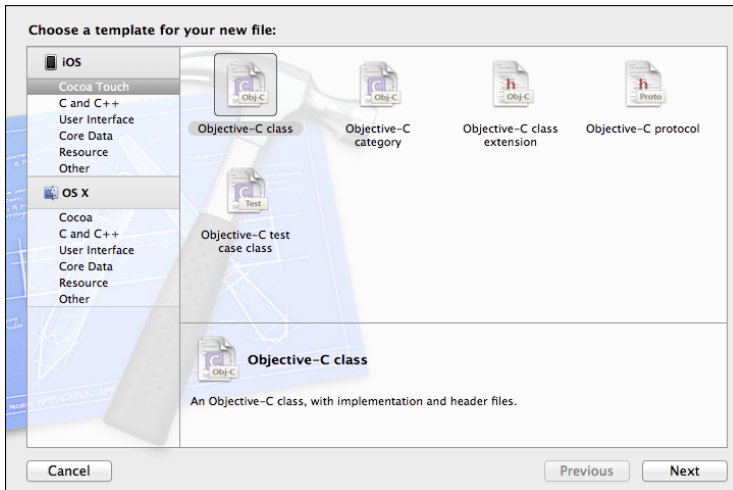 Choose a template for your new file:
iOS
Cocoa Touch
C and C++
User Interface
Core Data
Resource
Other
OS X
Cocoa
C and C++
User Interface
Core Data
Resource
Other
C
Obj-C
Objective-C class
C
Obj-C
Objective-C
category
h
Obj-C
Objective-C class
extension
h
Proto
Objective-C protocol
C
Test
Objective-C test
case class
C
Obj-C
Objective-C class
An Objective-C class, with implementation and header files.
Cancel
Previous
Next